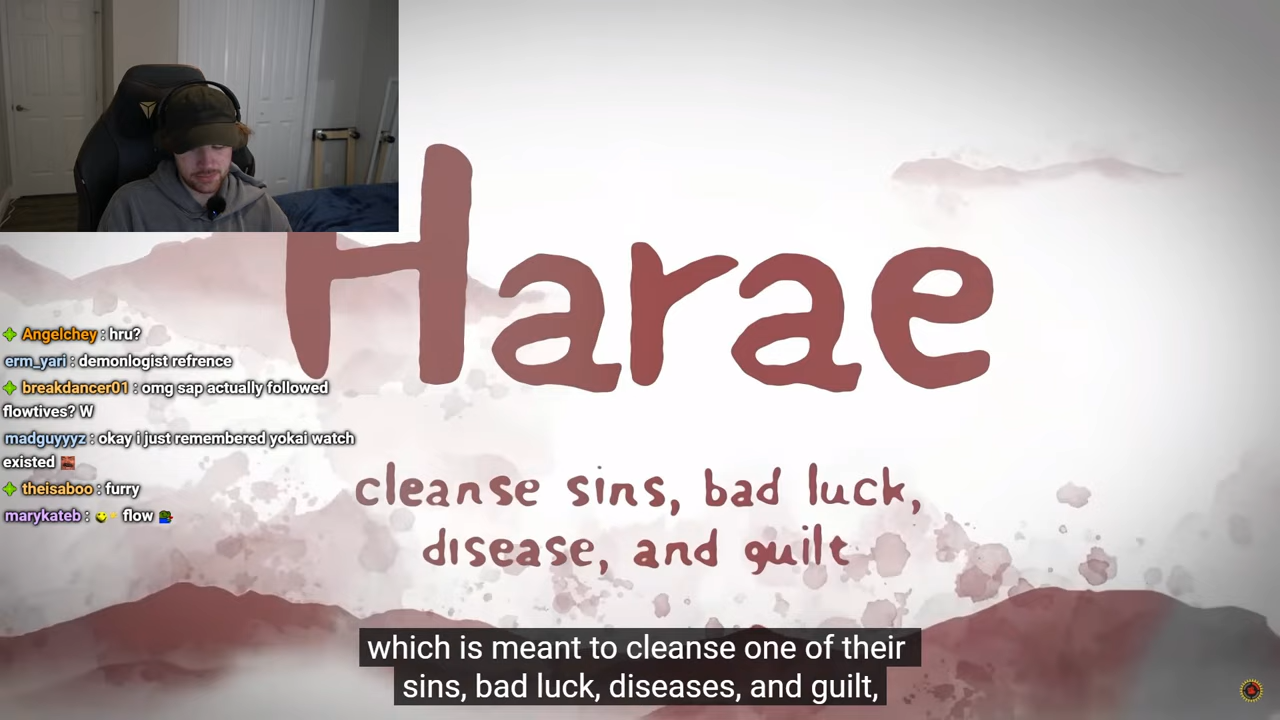 Harae
Angelchey : hru?
erm_yari : demonlogist refrence
breakdancer01 : omg sap actually followed
flowtives? W
madguyyyz : okay i just remembered yokai watch
existed
theisaboo : furry
marykateb : flow
cleanse sins, bad luck,
disease, and guilt
which is meant to cleanse one of their
sins, bad luck, diseases, and guilt,